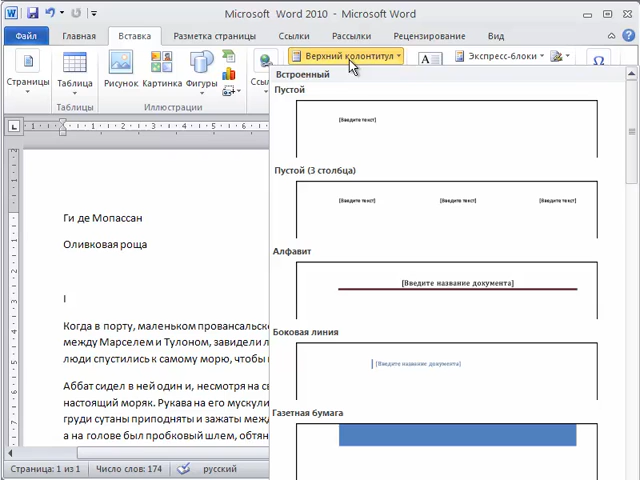 Microsoft Word 2010 - Microsoft Word
Файл Главная Вставка Разметка страницы Ссылки Рассылки Рецензирование Вид
Верхний колонтитул Экспресс-блоки
Страницы Таблица Рисунок Картинка Фигуры
Таблицы Иллюстрации
Встроенный
Пустой
[Введите текст]
Пустой (3 столбца)
[Введите текст] [Введите текст] [Введите текст]
Алфавит
[Введите название документа]
Боковая линия
[Введите название документа]
Газетная бумага
Ги де Мопассан
Оливковая роща
I
Когда в порту, маленьком провансальско
между Марселем и Тулоном, завидели л
люди спустились к самому морю, чтобы
Аббат сидел в ней один и, несмотря на св
настоящий моряк. Рукава на его мускули
груди сутаны приподняты и зажаты меж
а на голове был пробковый шлем, обтян
Страница: 1 из 1 Число слов: 174 русский